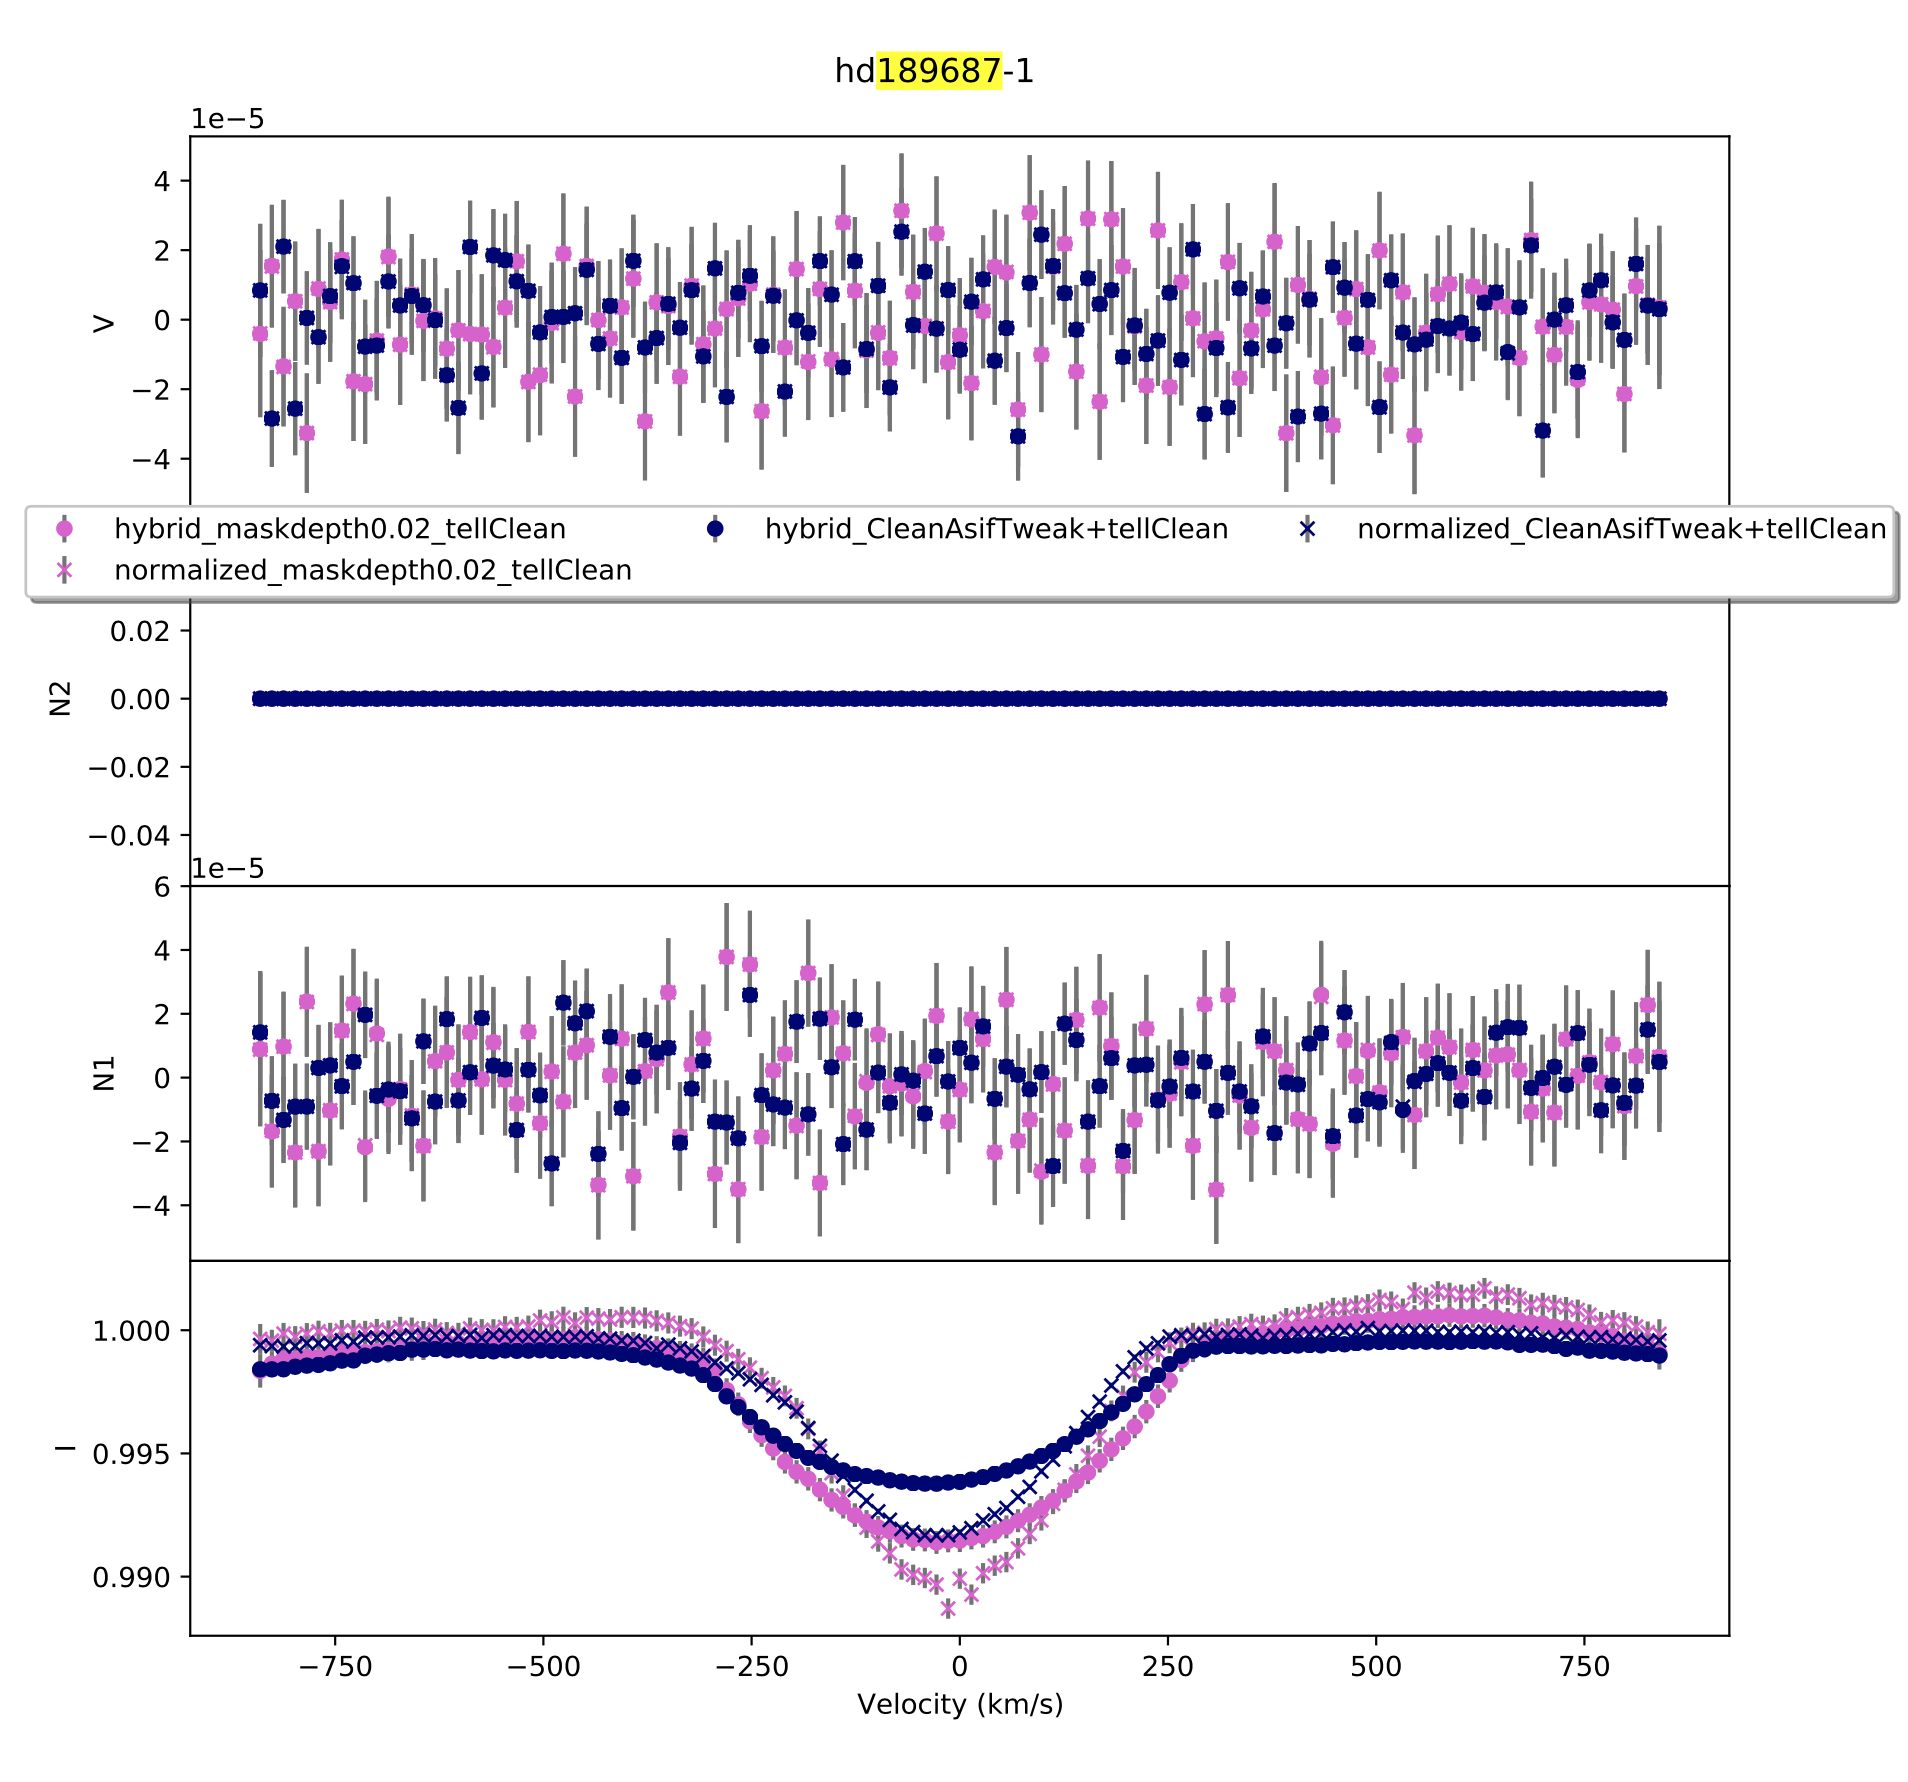 hd189687-1
1e−5
4
2
0
−2
−4
V
hybrid_maskdepth0.02_tellClean
normalized_maskdepth0.02_tellClean
hybrid_CleanAsifTweak+tellClean
normalized_CleanAsifTweak+tellClean
0.02
0.00
−0.02
−0.04
N2
1e−5
6
4
2
0
−2
−4
N1
1.000
0.995
0.990
I
−750
−500
−250
0
250
500
750
Velocity (km/s)